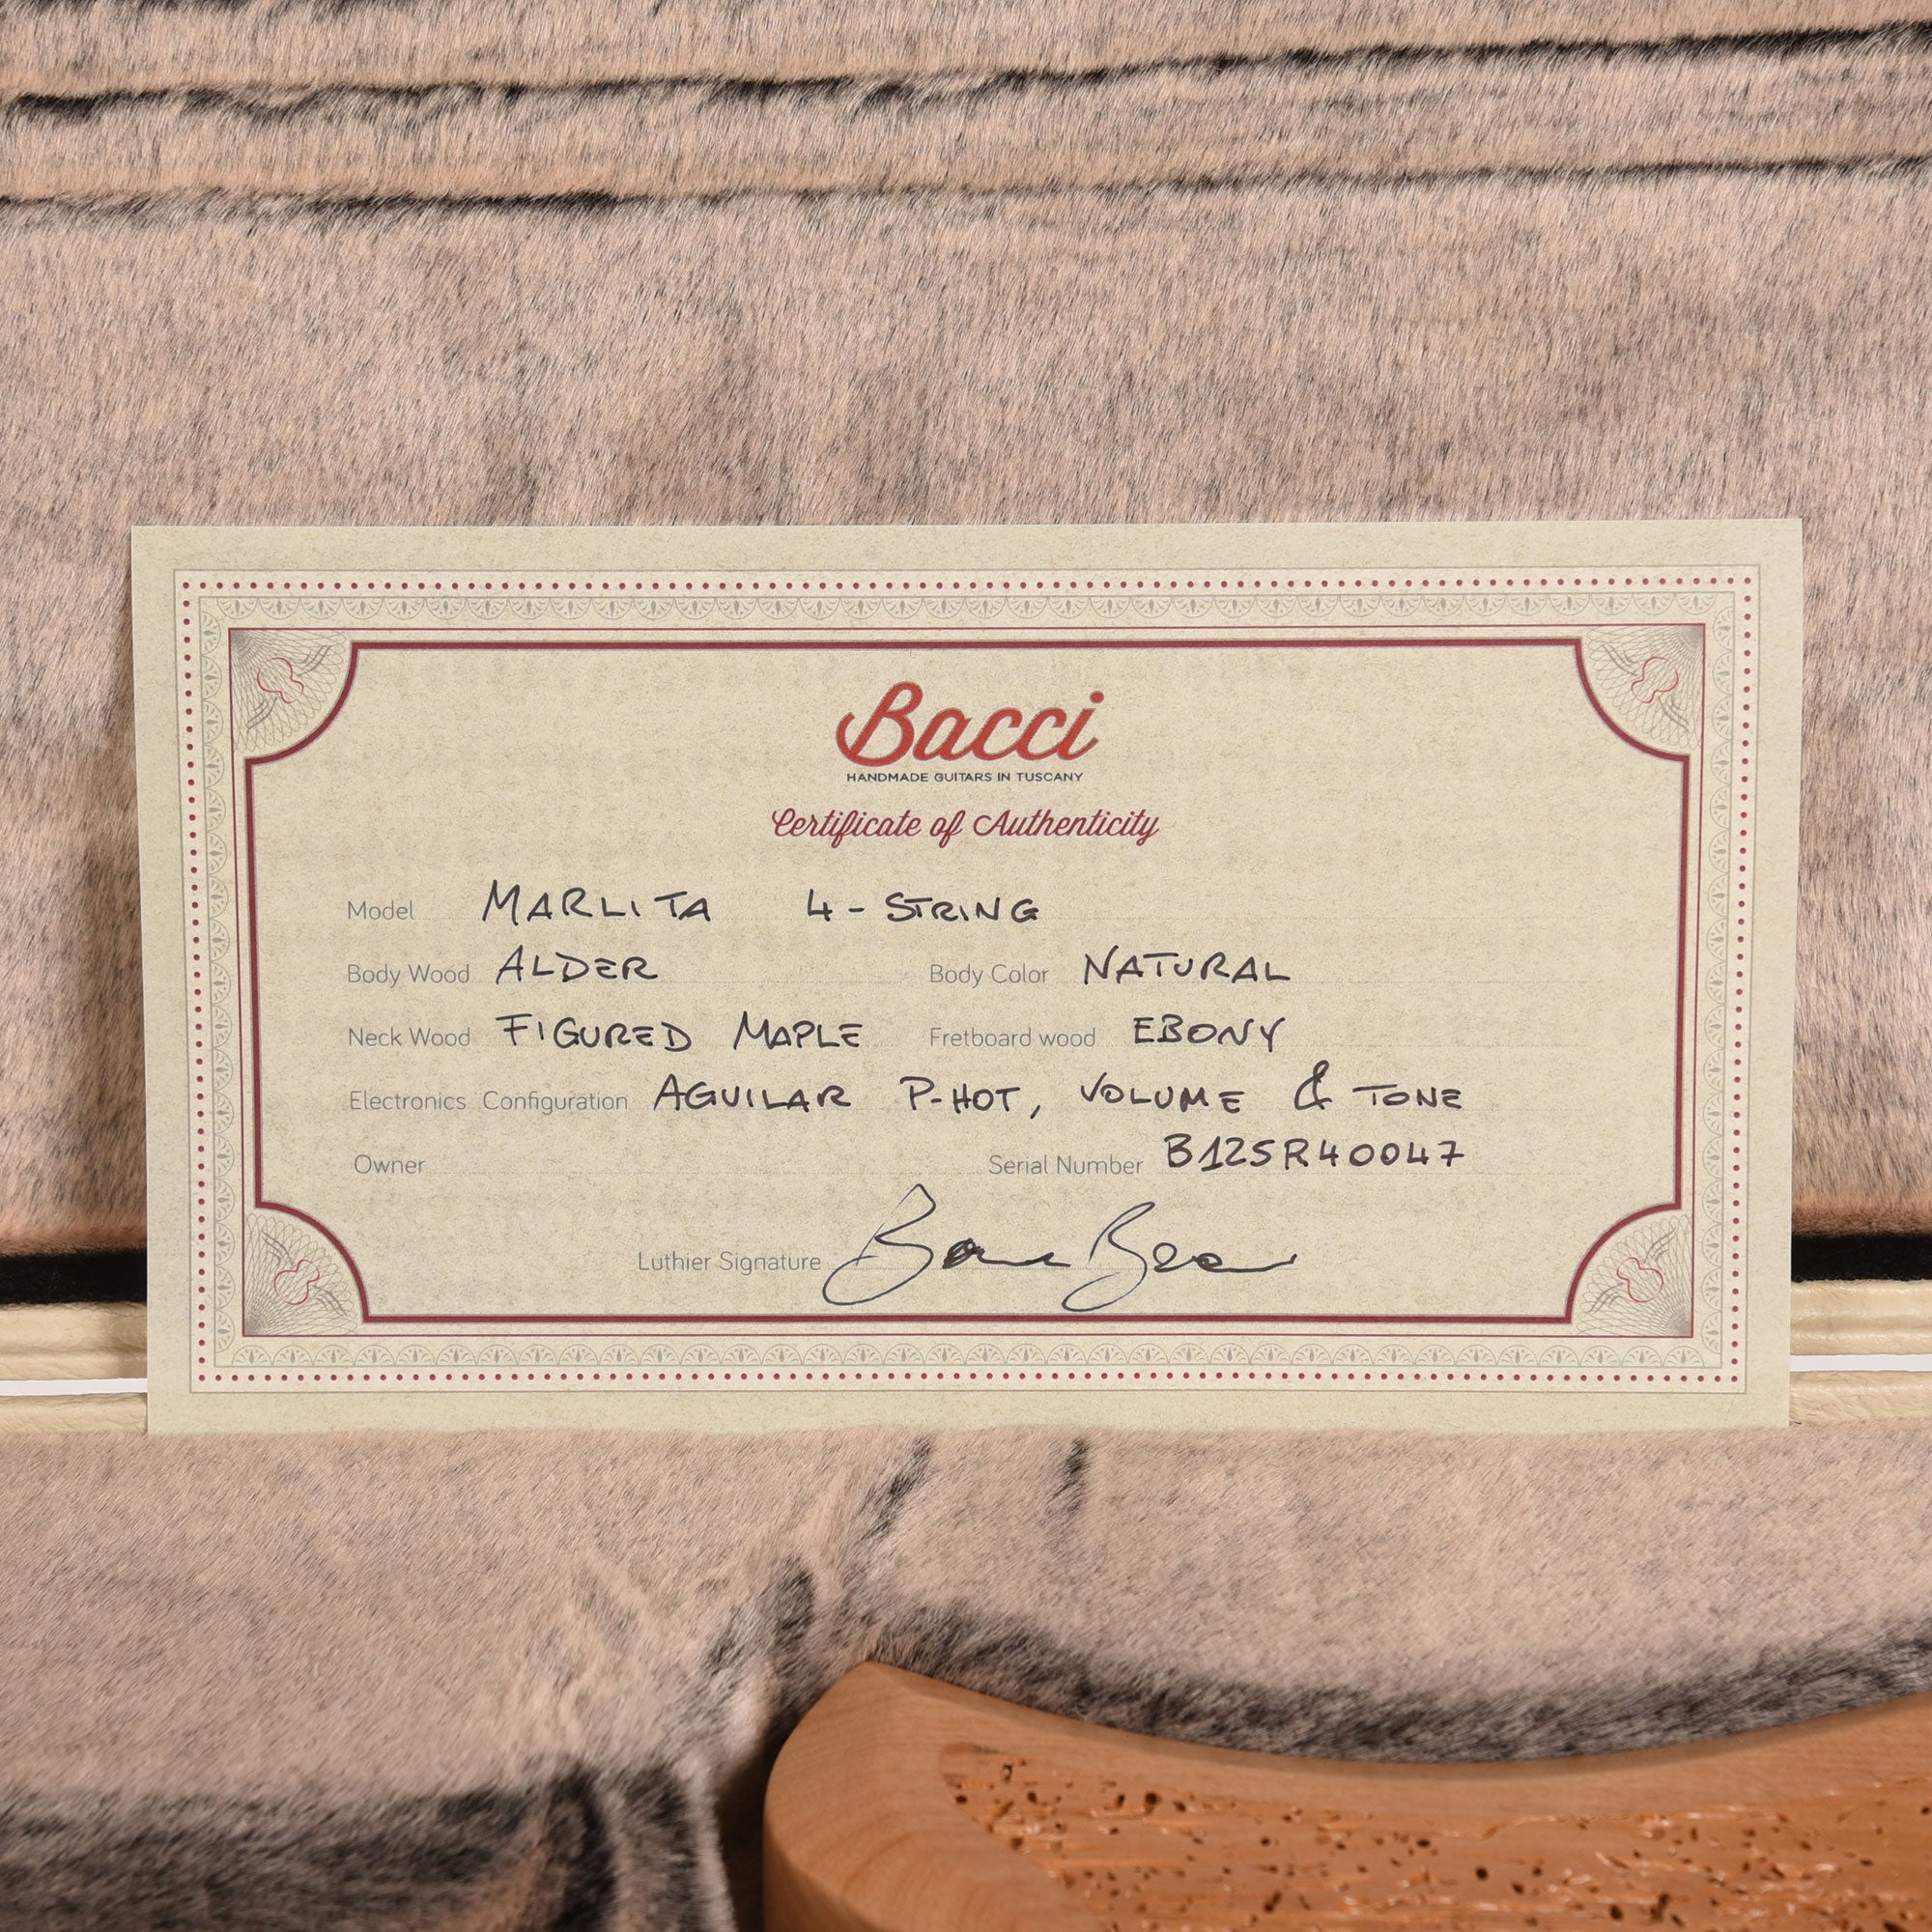 Bacci
HANDMADE GUITARS IN TUSCANY
Certificate of Authenticity
Model MARLITA 4-STRING
Body Wood ALDER Body Color NATURAL
Neck Wood FIGURED MAPLE Fretboard wood EBONY
Electronics Configuration AGUILAR P-HOT, VOLUME & TONE
Owner Serial Number B125R40047
Luthier Signature